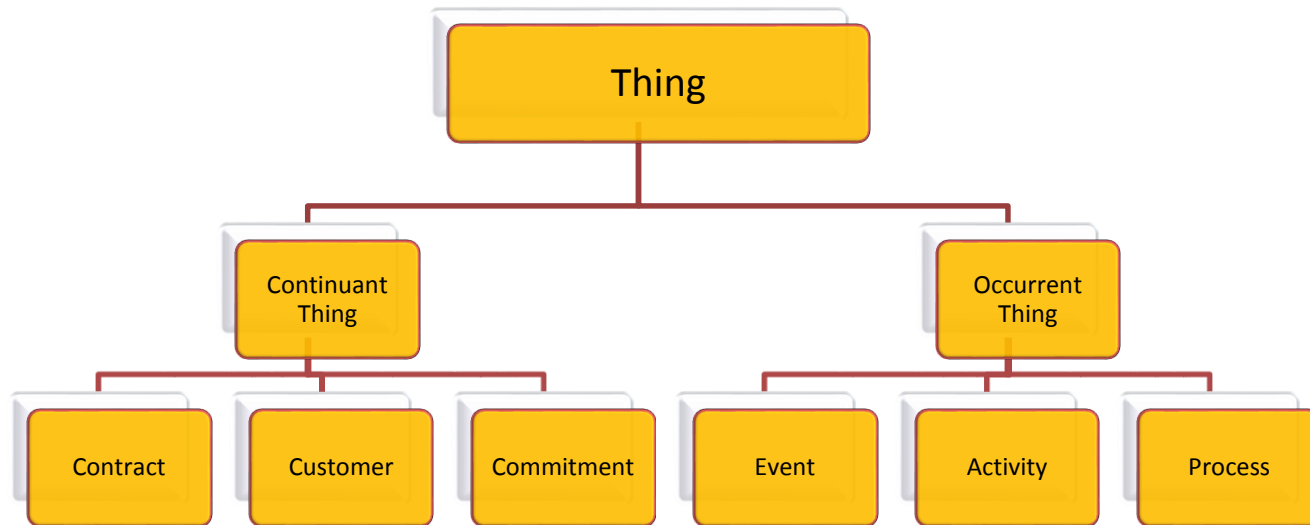 Thing
Continuant
Thing
Occurrent
Thing
Contract
Customer
Commitment
Event
Activity
Process